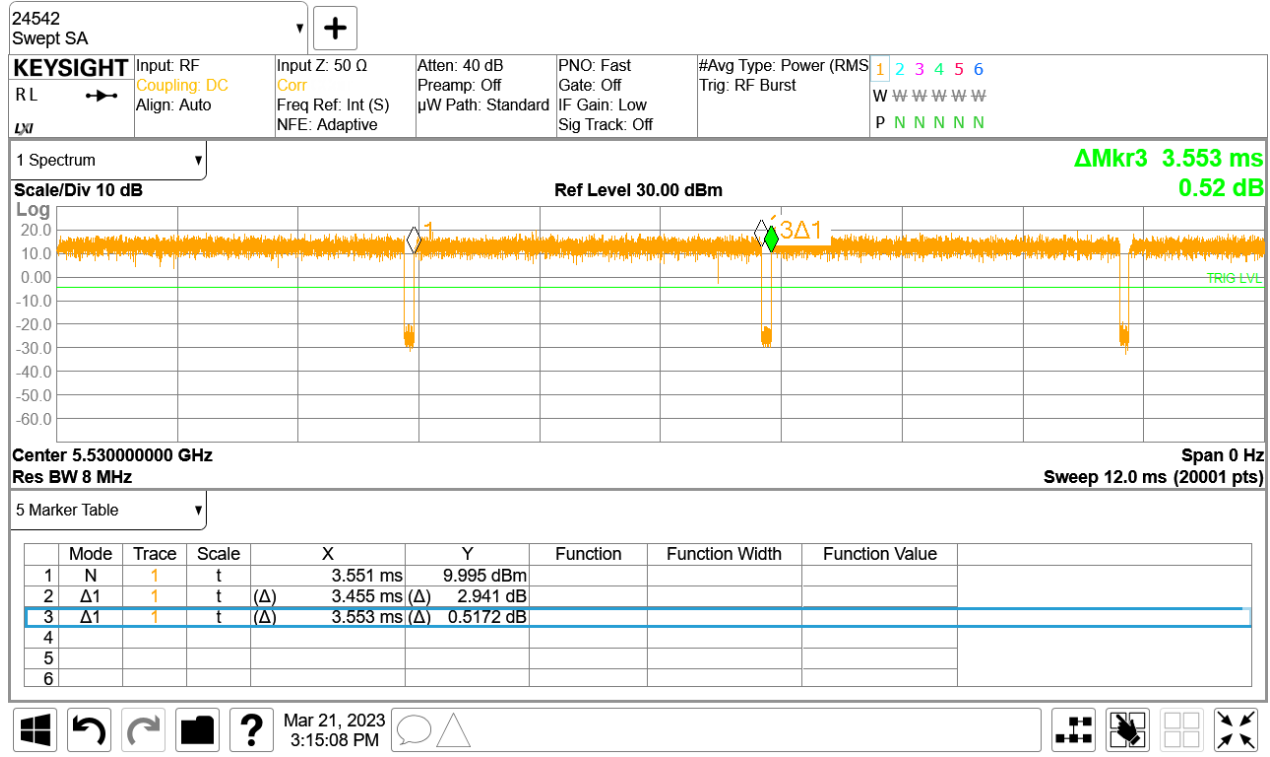 24542
Swept SA
KEYSIGHT
R L
LXI
Input: RF
Coupling: DC
Align: Auto
Input Z: 50 Ω
Corr
Freq Ref: Int (S)
NFE: Adaptive
Atten: 40 dB
Preamp: Off
µW Path: Standard
PNO: Fast
Gate: Off
IF Gain: Low
Sig Track: Off
#Avg Type: Power (RMS
Trig: RF Burst
1 2 3 4 5 6
W W W W W W
P N N N N N
1 Spectrum
ΔMkr3 3.553 ms
0.52 dB
Scale/Div 10 dB
Ref Level 30.00 dBm
Log
1
3Δ1
20.0
10.0
0.00
TRIG LVL
-10.0
-20.0
-30.0
-40.0
-50.0
-60.0
Center 5.530000000 GHz
Span 0 Hz
Res BW 8 MHz
Sweep 12.0 ms (20001 pts)
5 Marker Table
Mode Trace Scale X Y Function Function Width Function Value
1 N 1 t 3.551 ms 9.995 dBm
2 Δ1 1 t (Δ) 3.455 ms (Δ) 2.941 dB
3 Δ1 1 t (Δ) 3.553 ms (Δ) 0.5172 dB
4
5
6
?
Mar 21, 2023
3:15:08 PM